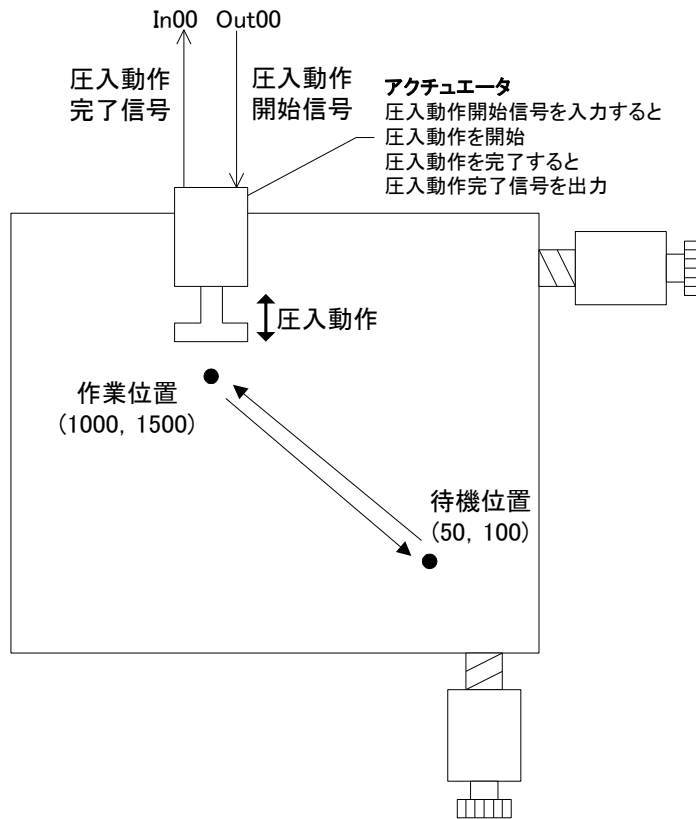 In00 Out00
圧入動作
完了信号
圧入動作
開始信号
アクチュエータ
圧入動作開始信号を入力すると
圧入動作を開始
圧入動作を完了すると
圧入動作完了信号を出力
圧入動作
作業位置
(1000, 1500)
待機位置
(50, 100)